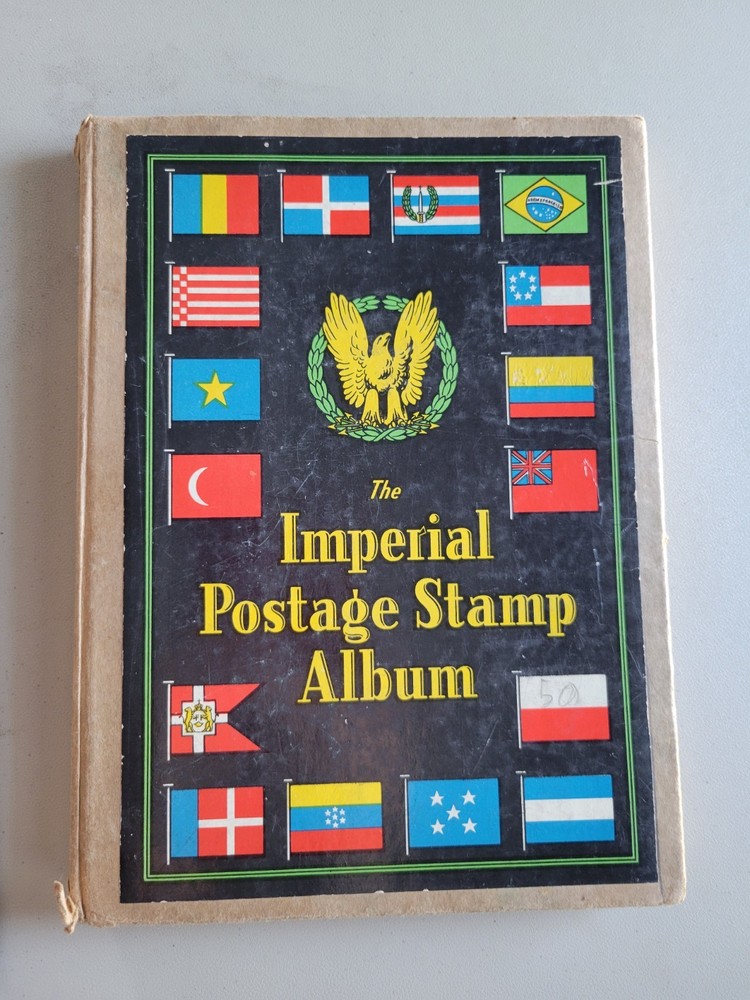 The
Imperial
Postage Stamp
Album
50